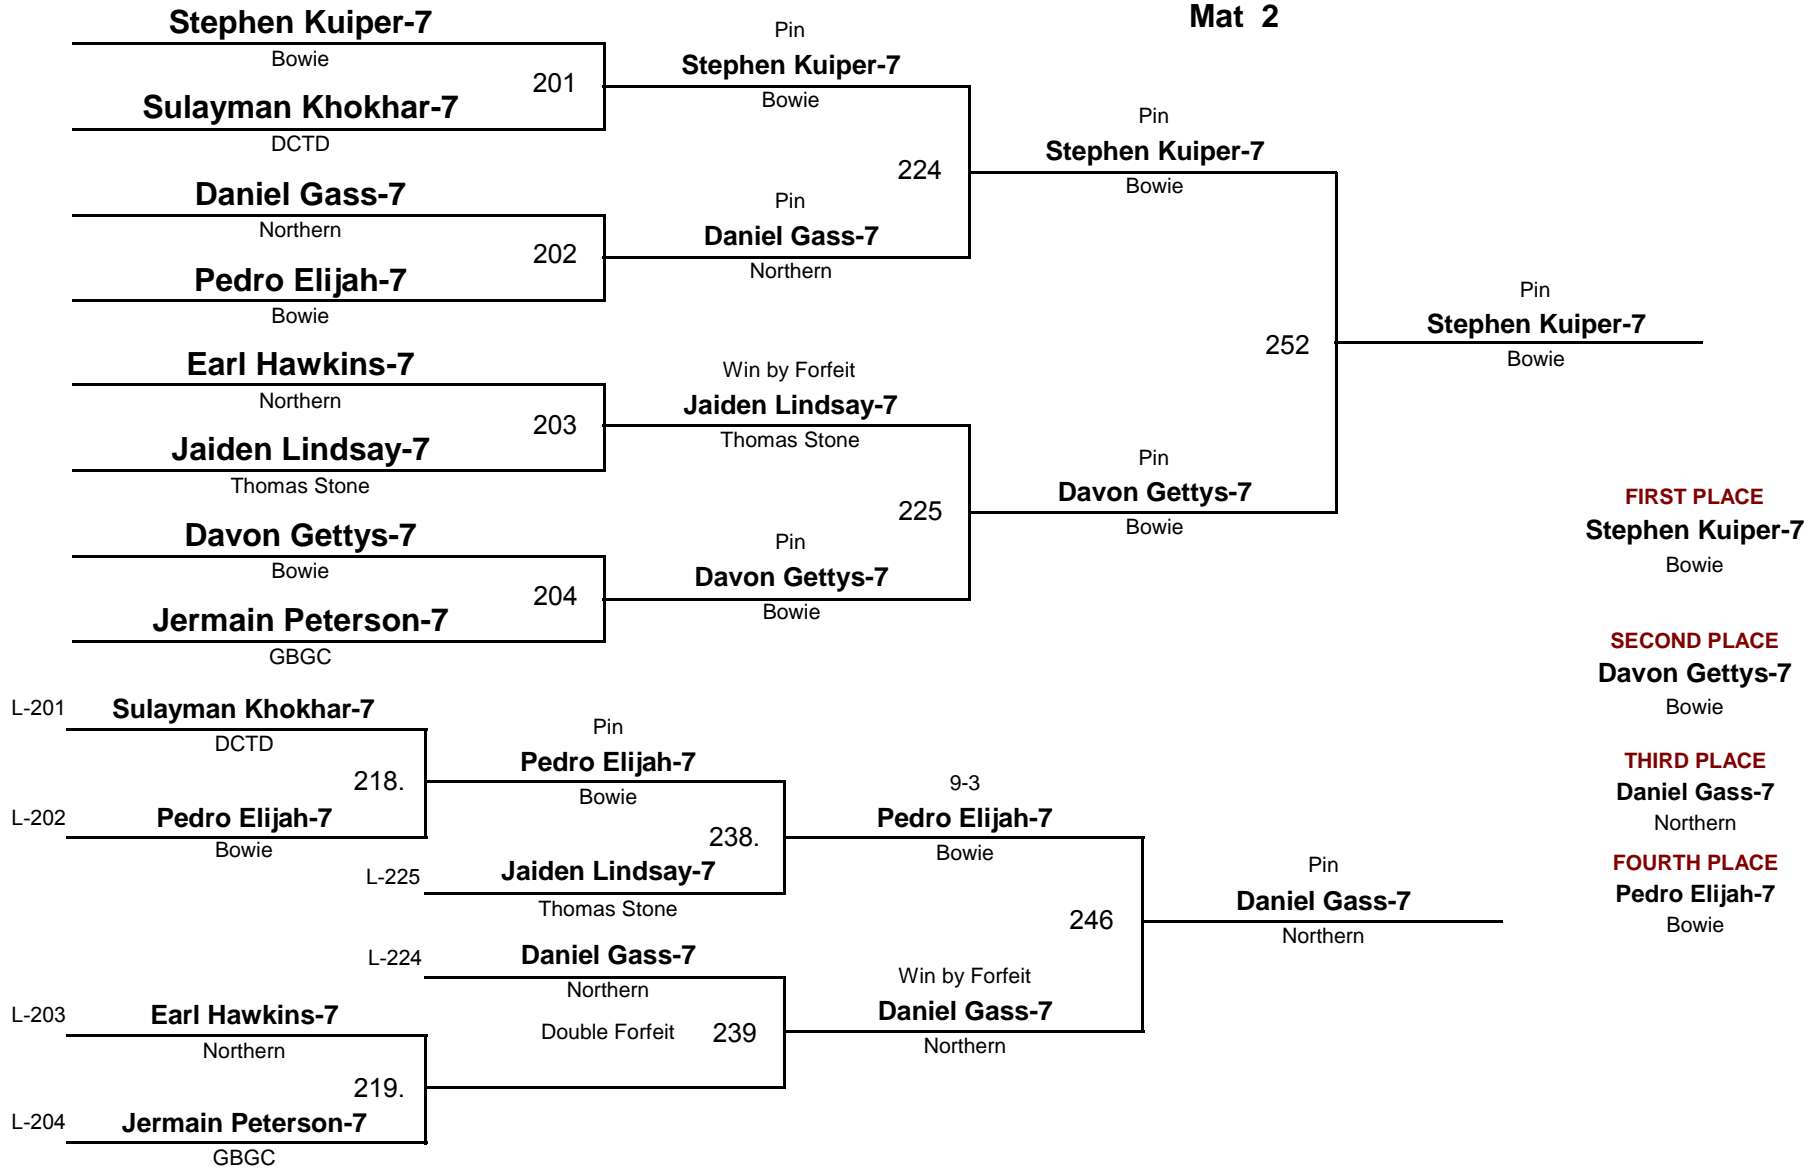 Mat 2
Stephen Kuiper-7
Bowie
201
Sulayman Khokhar-7
DCTD
Daniel Gass-7
Northern
202
Pedro Elijah-7
Bowie
Earl Hawkins-7
Northern
203
Jaiden Lindsay-7
Thomas Stone
Davon Gettys-7
Bowie
204
Jermain Peterson-7
GBGC
Pin
Stephen Kuiper-7
Bowie
224
Pin
Daniel Gass-7
Northern
Win by Forfeit
Jaiden Lindsay-7
Thomas Stone
225
Pin
Davon Gettys-7
Bowie
Pin
Stephen Kuiper-7
Bowie
252
Pin
Davon Gettys-7
Bowie
Pin
Stephen Kuiper-7
Bowie
FIRST PLACE
Stephen Kuiper-7
Bowie
SECOND PLACE
Davon Gettys-7
Bowie
THIRD PLACE
Daniel Gass-7
Northern
FOURTH PLACE
Pedro Elijah-7
Bowie
L-201 Sulayman Khokhar-7
DCTD
218.
L-202 Pedro Elijah-7
Bowie
L-203 Earl Hawkins-7
Northern
219.
L-204 Jermain Peterson-7
GBGC
Pin
Pedro Elijah-7
Bowie
238.
L-225 Jaiden Lindsay-7
Thomas Stone
L-224 Daniel Gass-7
Northern
Double Forfeit 239
9-3
Pedro Elijah-7
Bowie
246
Win by Forfeit
Daniel Gass-7
Northern
Pin
Daniel Gass-7
Northern